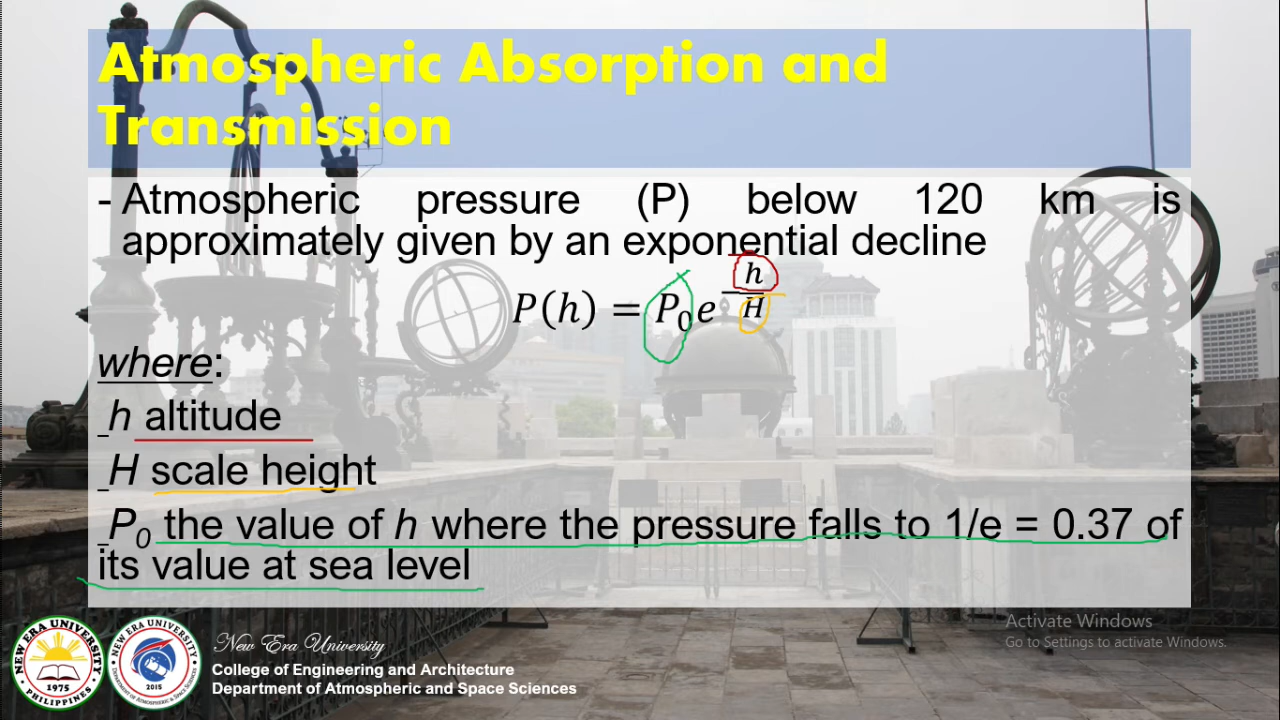 Atmospheric Absorption and
Transmission
- Atmospheric pressure (P) below 120 km is
approximately given by an exponential decline
P(h) = P₀e^(-h/H)
where:
_h altitude
_H scale height
_P₀ the value of h where the pressure falls to 1/e = 0.37 of
its value at sea level
Activate Windows
Go to Settings to activate Windows.
NEW ERA UNIVERSITY
1975
PHILIPPINES
NEW ERA UNIVERSITY
2015
New Era University
College of Engineering and Architecture
Department of Atmospheric and Space Sciences